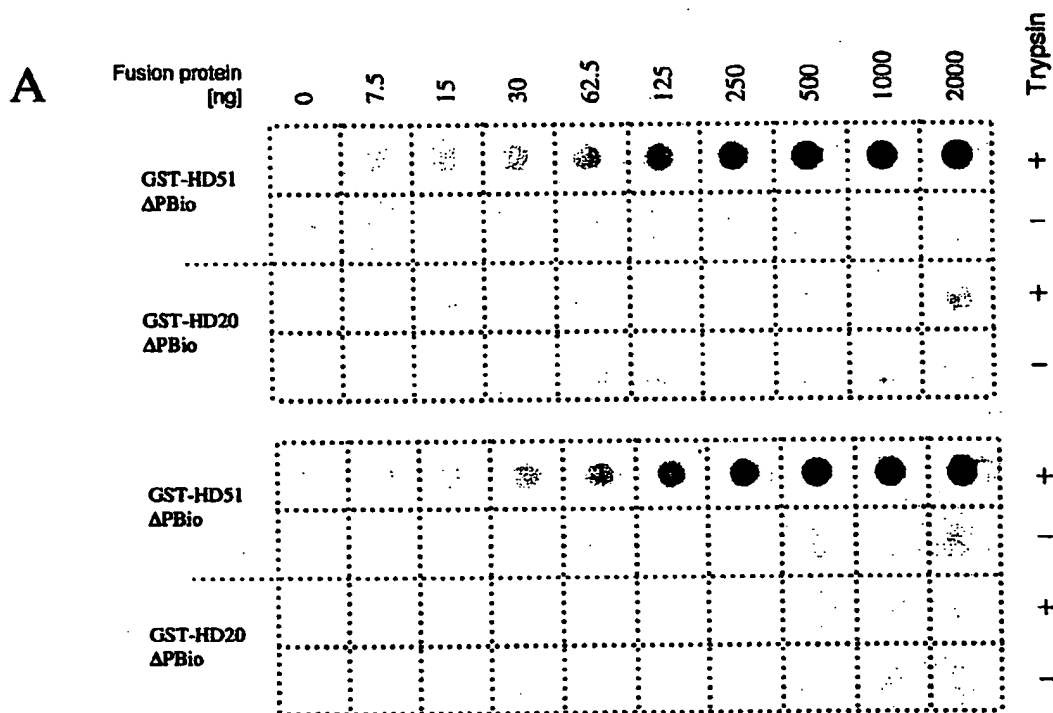 A
Fusion protein
[ng]
0 7.5 15 30 62.5 125 250 500 1000 2000
Trypsin
GST-HD51
ΔPBio
+
−
GST-HD20
ΔPBio
+
−
GST-HD51
ΔPBio
+
−
GST-HD20
ΔPBio
+
−